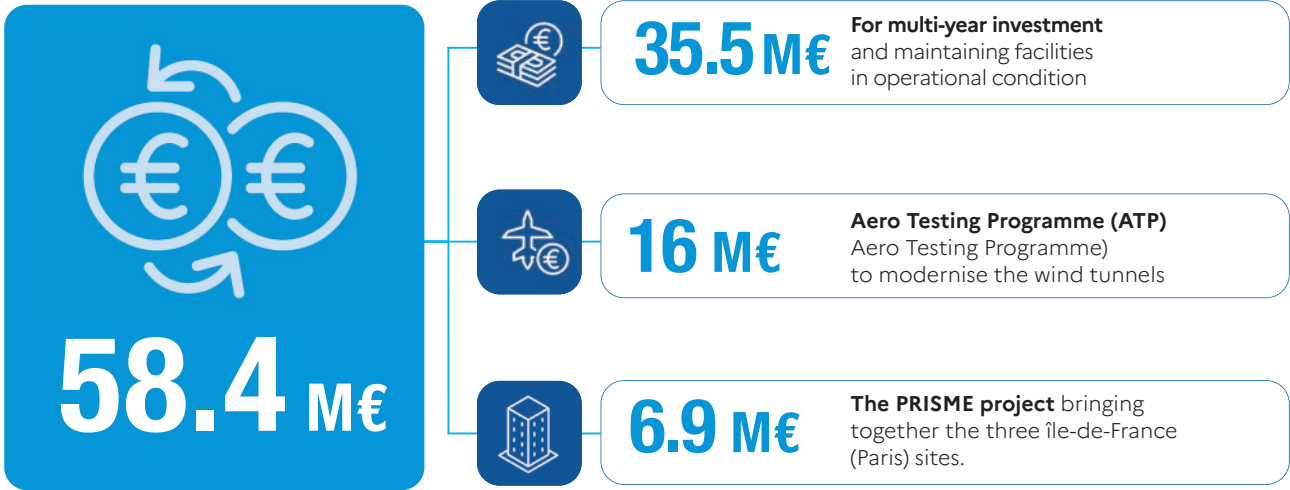 58.4 M€
35.5 M€
For multi-year investment
and maintaining facilities
in operational condition
16 M€
Aero Testing Programme (ATP)
Aero Testing Programme)
to modernise the wind tunnels
6.9 M€
The PRISME project bringing
together the three île-de-France
(Paris) sites.